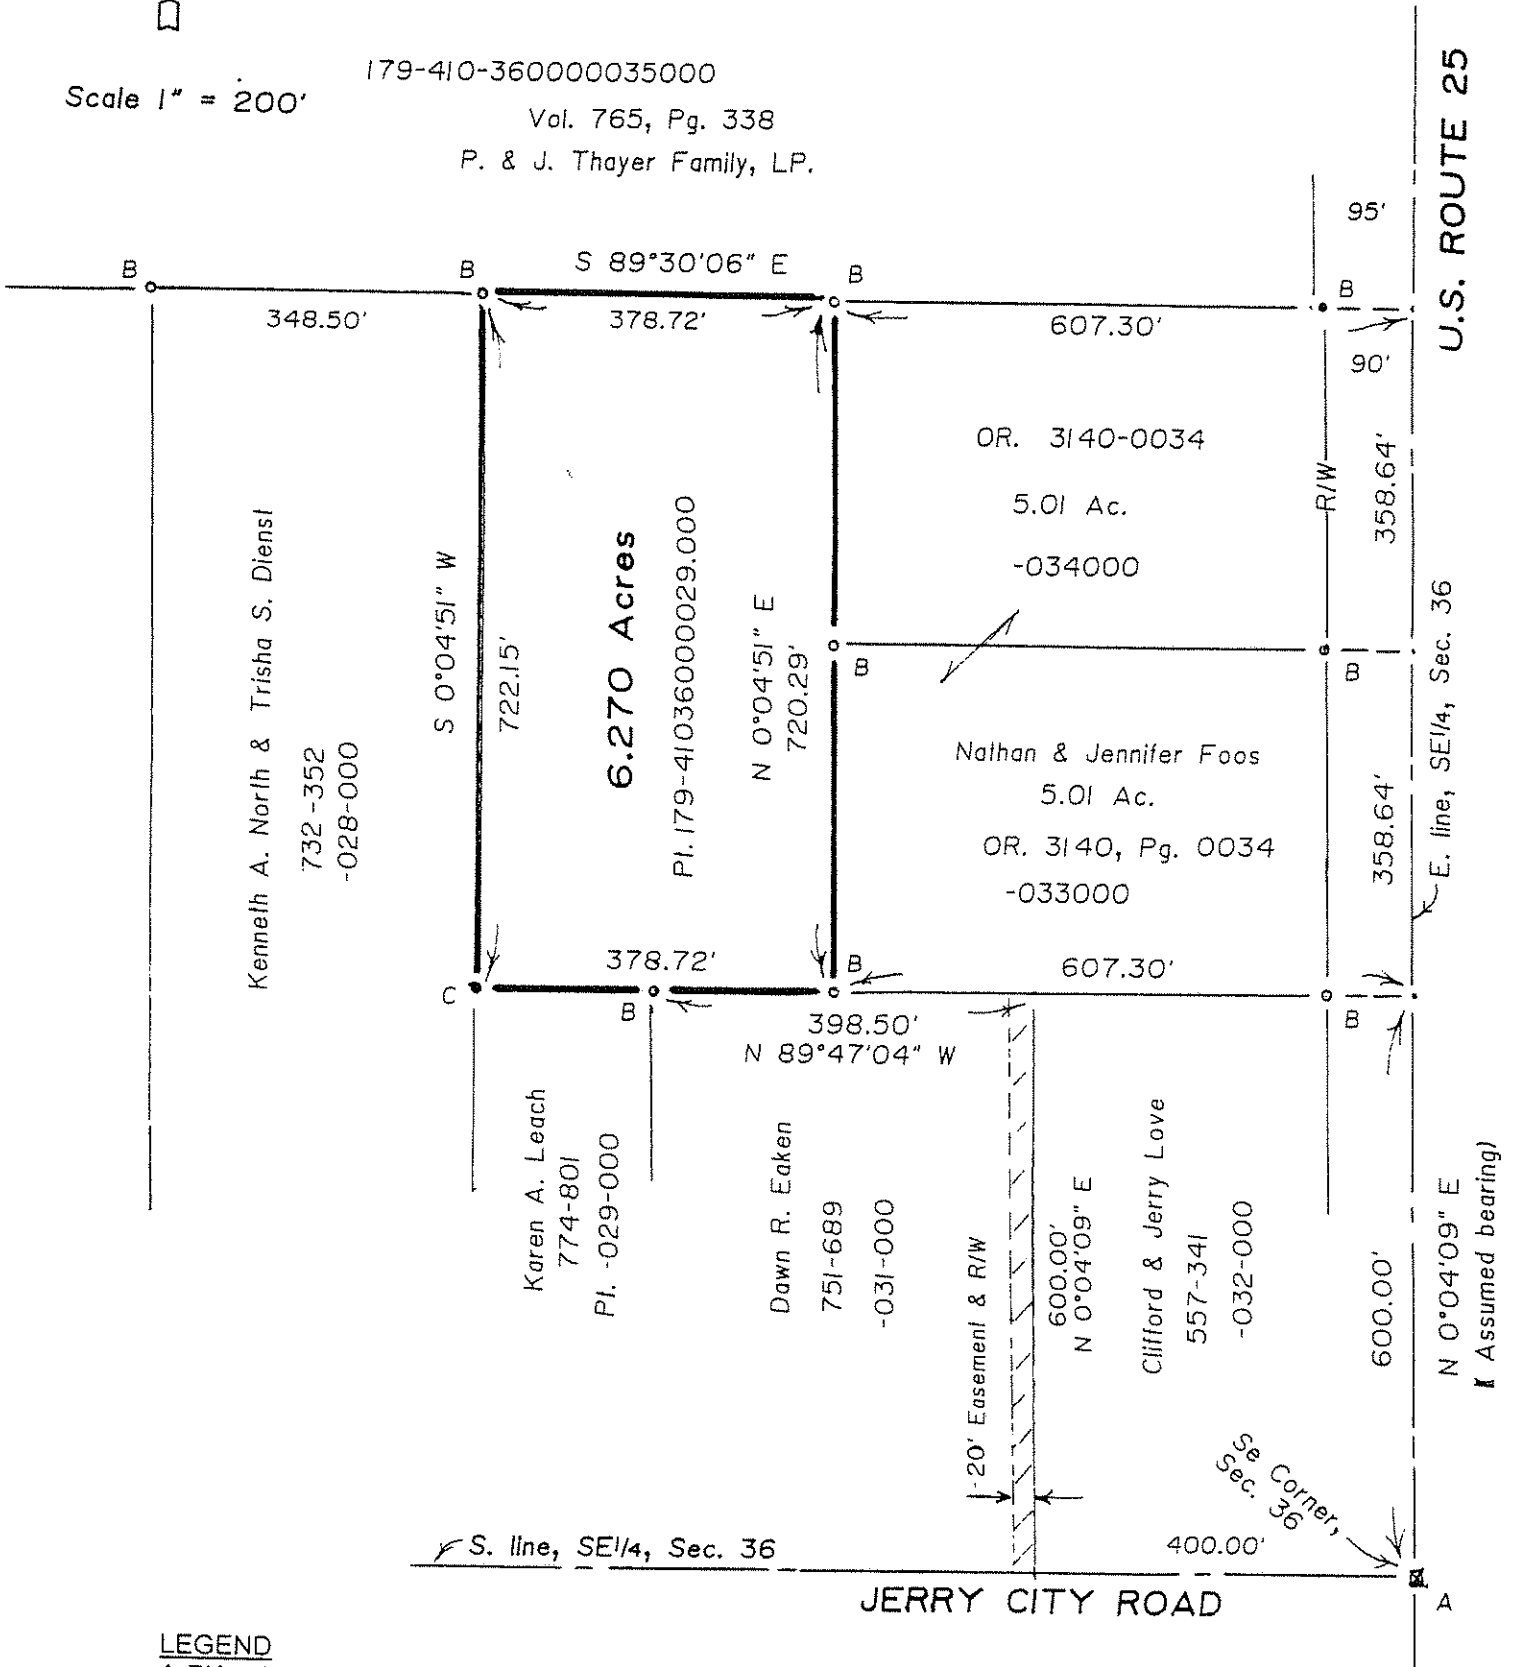 Scale 1" = 200'
179-410-360000035000
Vol. 765, Pg. 338
P. & J. Thayer Family, LP.
U.S. ROUTE 25
95'
B
B
S 89°30'06" E
B
B
348.50'
378.72'
607.30'
90'
OR. 3140-0034
5.01 Ac.
-034000
R/W
358.64'
Kenneth A. North & Trisha S. Dienst
732-352
-028-000
S 0°04'51" W
722.15'
6.270 Acres
P1.179-410360000029.000
N 0°04'51" E
720.29'
B
B
Nathan & Jennifer Foos
5.01 Ac.
OR. 3140, Pg. 0034
-033000
358.64'
E. line, SE1/4, Sec. 36
C
378.72'
B
B
607.30'
B
398.50'
N 89°47'04" W
Karen A. Leach
774-801
P1. -029-000
Dawn R. Eaken
751-689
-031-000
20' Easement & R/W
600.00'
N 0°04'09" E
Clifford & Jerry Love
557-341
-032-000
600.00'
N 0°04'09" E
( Assumed bearing)
Se Corner,
Sec. 36
S. line, SE1/4, Sec. 36
400.00'
JERRY CITY ROAD
A
LEGEND